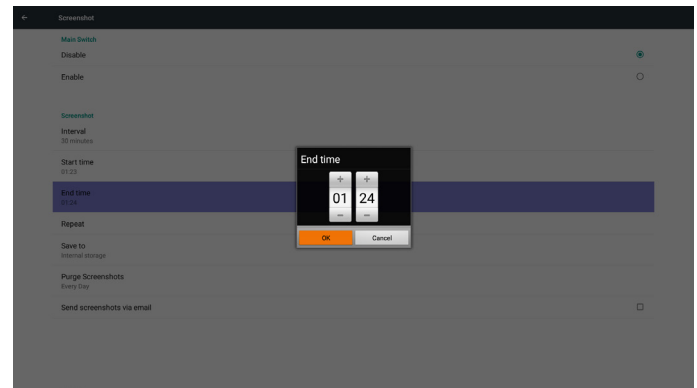 Screenshot
Main Switch
Disable
Enable
Screenshot
Interval
30 minutes
Start time
01:23
End time
01:24
Repeat
Save to
Internal storage
Purge Screenshots
Every Day
Send screenshots via email
End time
01 24
OK Cancel